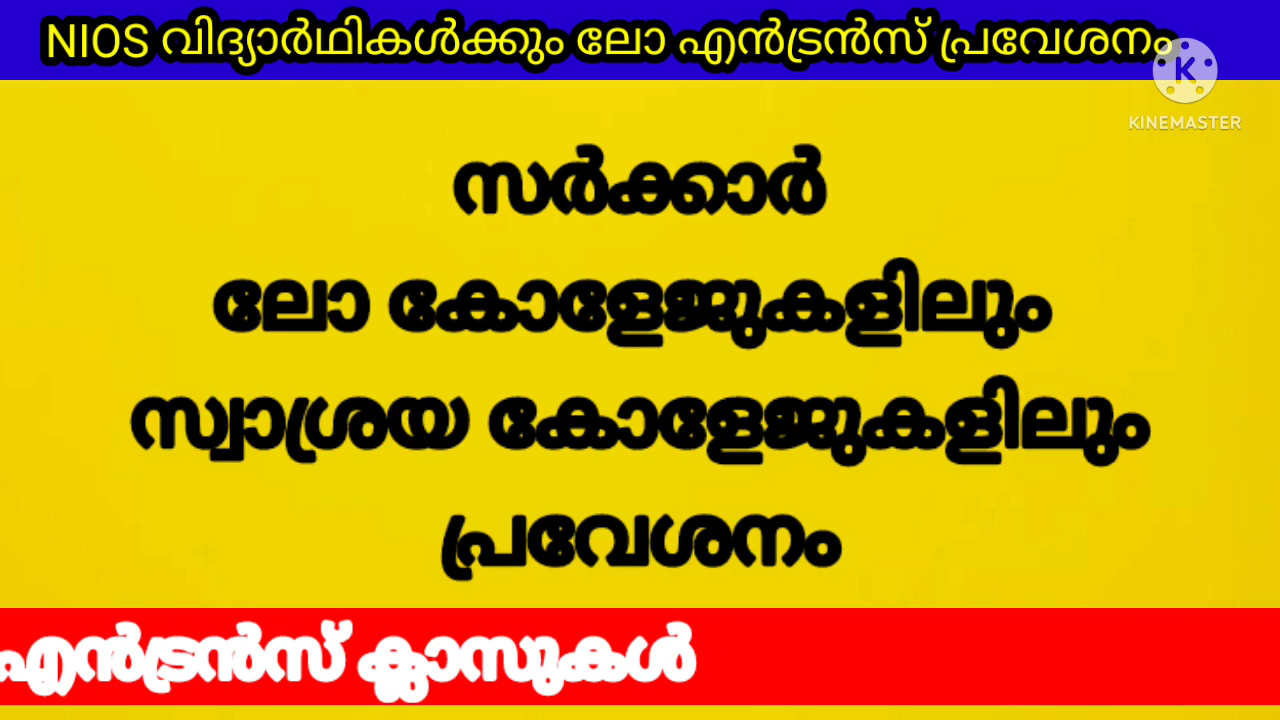 NIOS വിദ്യാർഥികൾക്കും ലോ എൻട്രൻസ് പ്രവേശനം
KINEMASTER
സർക്കാർ
ലോ കോളേജുകളിലും
സ്വാശ്രയ കോളേജുകളിലും
പ്രവേശനം
എൻട്രൻസ് ക്ലാസുകൾ